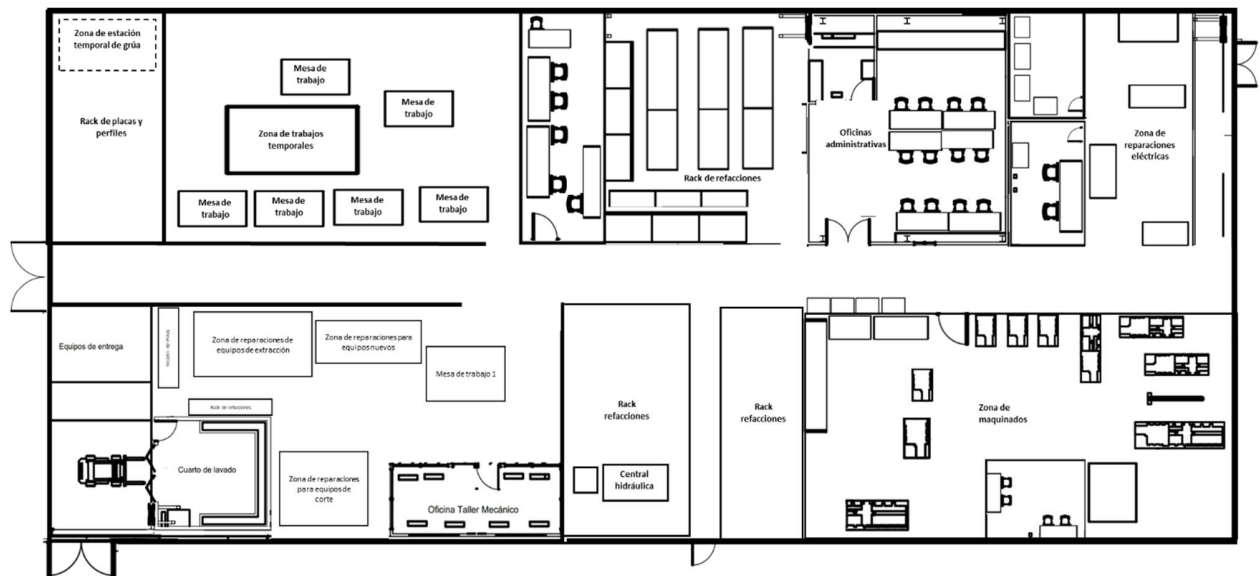 Zona de estación
temporal de grúa
Rack de placas y
perfiles
Mesa de
trabajo
Mesa de
trabajo
Zona de trabajos
temporales
Mesa de
trabajo
Mesa de
trabajo
Mesa de
trabajo
Mesa de
trabajo
Rack de refacciones
Oficinas
administrativas
Zona de
reparaciones
eléctricas
Equipos de entrega
Zona de reparaciones de
equipos de extracción
Zona de reparaciones para
equipos nuevos
Mesa de trabajo 1
Rack de refacciones
Cuarto de lavado
Zona de reparaciones
para equipos de
corte
Oficina Taller Mecánico
Rack
refacciones
Central
hidráulica
Rack
refacciones
Zona de
maquinados